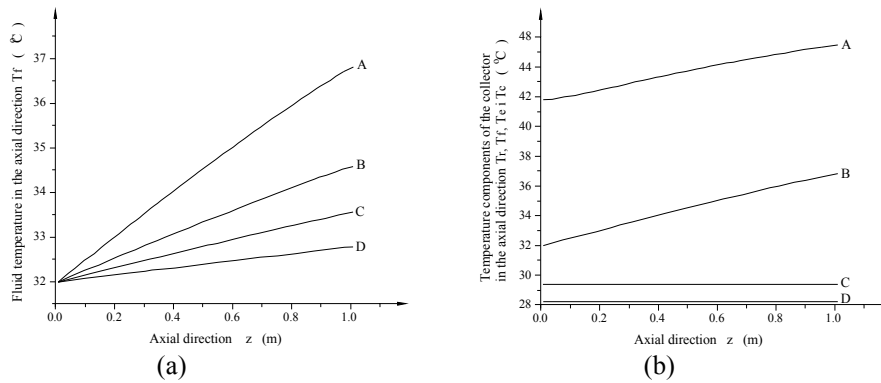 Fluid temperature in the axial direction Tf ( °C )
37
36
35
34
33
32
0.0 0.2 0.4 0.6 0.8 1.0
Axial direction z (m)
A
B
C
D
(a)
Temperature components of the collector
in the axial direction Tr, Tf, Te i Tc ( °C )
48
46
44
42
40
38
36
34
32
30
28
0.0 0.2 0.4 0.6 0.8 1.0
Axial direction z (m)
A
B
C
D
(b)